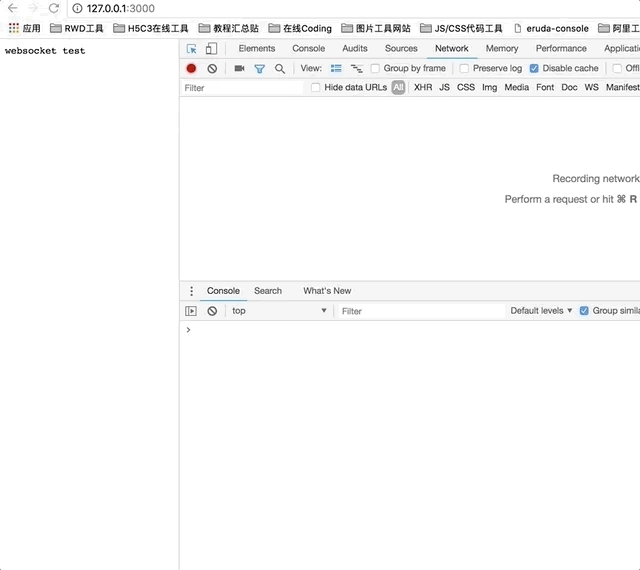 127.0.0.1:3000
应用 RWD工具 H5C3在线工具 教程汇总贴 在线Coding 图片工具网站 JS/CSS代码工具 eruda-console 阿里工
websocket test
Elements Console Audits Sources Network Memory Performance Applicati
View: Group by frame Preserve log Disable cache Offl
Filter Hide data URLs All XHR JS CSS Img Media Font Doc WS Manifest
Recording network
Perform a request or hit ⌘ R
Console Search What's New
top ▼ Filter Default levels ▼ Group simila
>